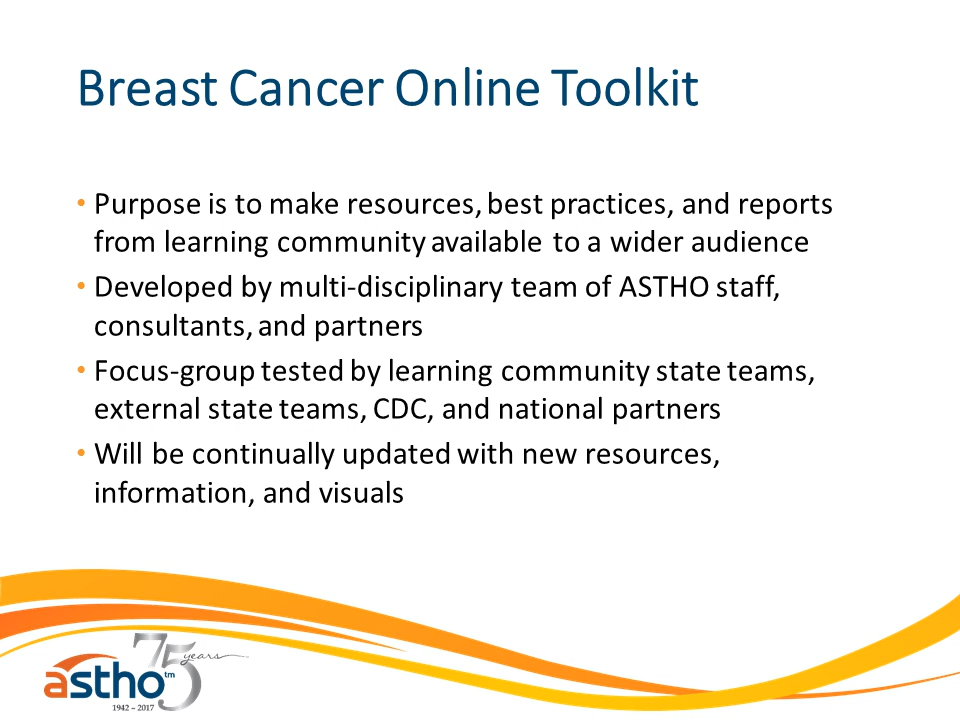 Breast Cancer Online Toolkit
• Purpose is to make resources, best practices, and reports
from learning community available to a wider audience
• Developed by multi-disciplinary team of ASTHO staff,
consultants, and partners
• Focus-group tested by learning community state teams,
external state teams, CDC, and national partners
• Will be continually updated with new resources,
information, and visuals
75 years
astho™
1942 – 2017